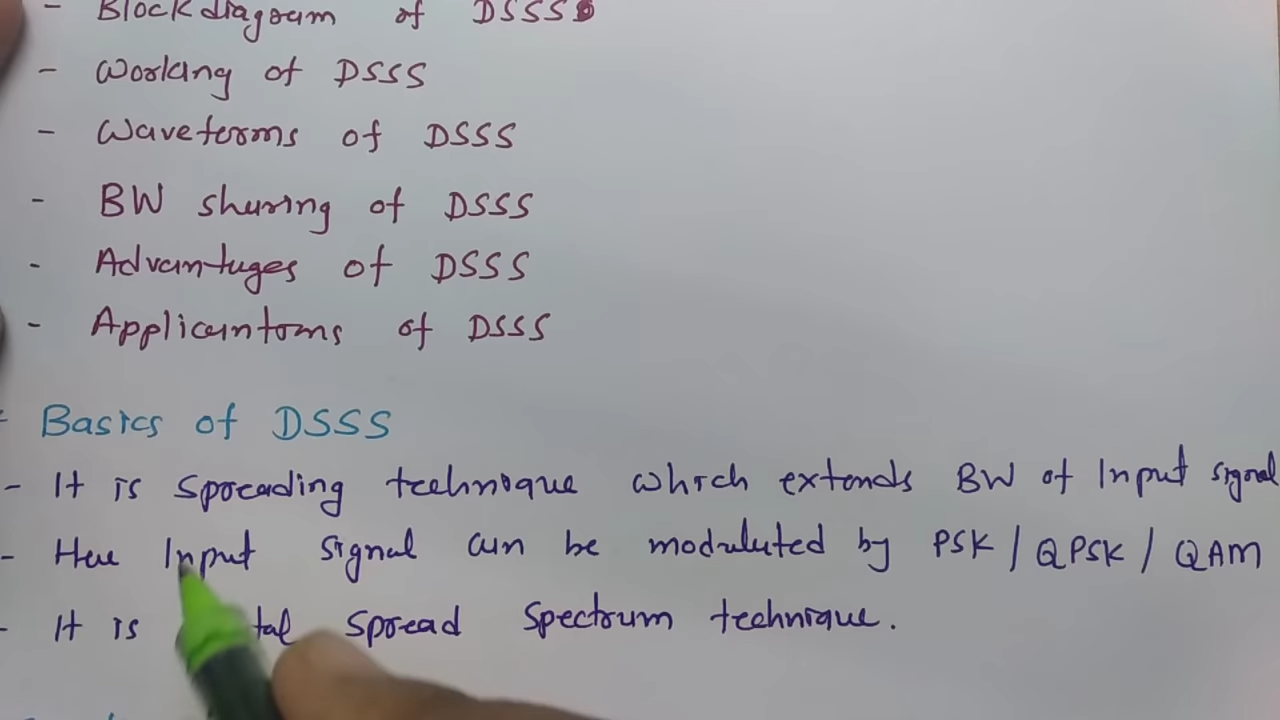 - Block diagram of DSSS
- Working of DSSS
- Waveforms of DSSS
- BW sharing of DSSS
- Advantages of DSSS
- Applications of DSSS
Basics of DSSS
- It is Spreading technique which extends BW of Input signal
- Here Input signal can be modulated by PSK / QPSK / QAM
- It is tal spread spectrum technique.